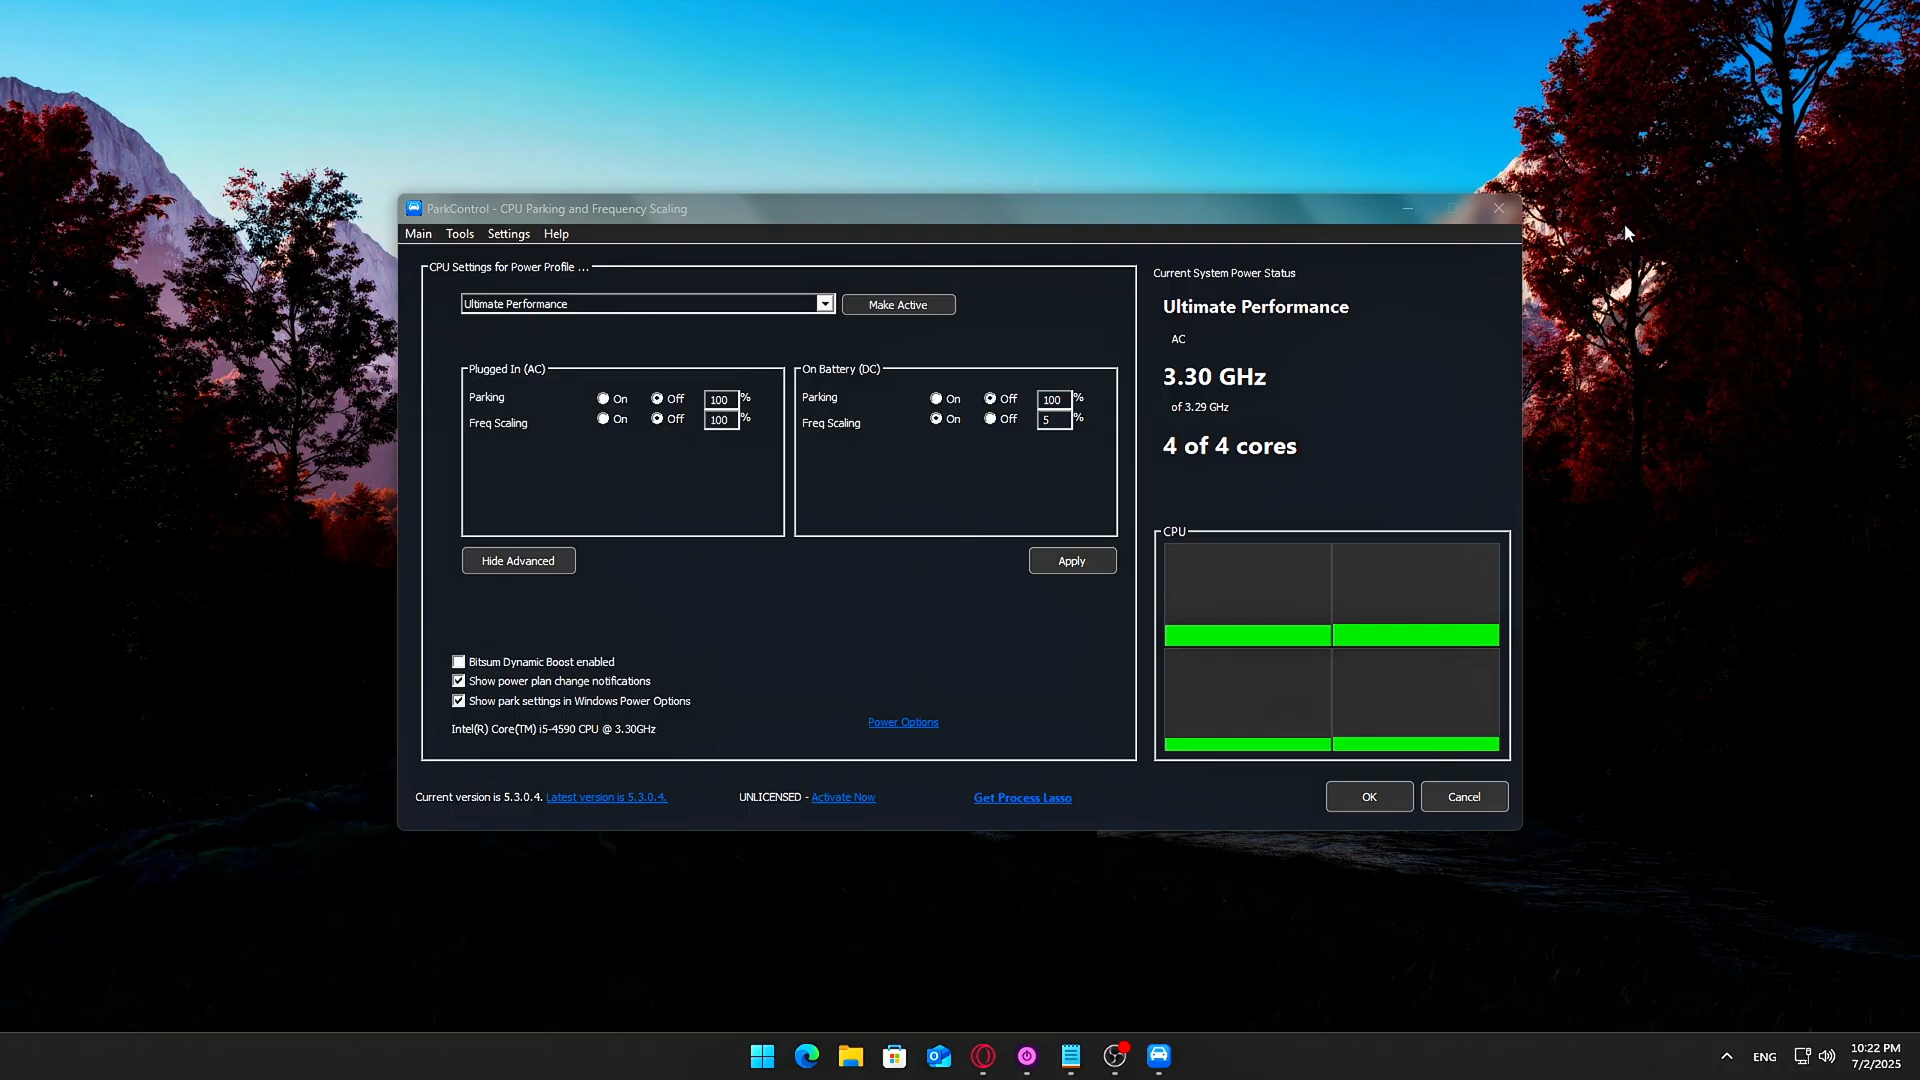 ParkControl - CPU Parking and Frequency Scaling
Main Tools Settings Help
CPU Settings for Power Profile ...
Ultimate Performance
Make Active
Plugged In (AC)
Parking On Off 100 %
Freq Scaling On Off 100 %
On Battery (DC)
Parking On Off 100 %
Freq Scaling On Off 5 %
Hide Advanced
Apply
Bitsum Dynamic Boost enabled
Show power plan change notifications
Show park settings in Windows Power Options
Intel(R) Core(TM) i5-4590 CPU @ 3.30GHz
Power Options
Current System Power Status
Ultimate Performance
AC
3.30 GHz
of 3.29 GHz
4 of 4 cores
CPU
Current version is 5.3.0.4. Latest version is 5.3.0.4.
UNLICENSED - Activate Now
Get Process Lasso
OK
Cancel
ENG
10:22 PM
7/2/2025